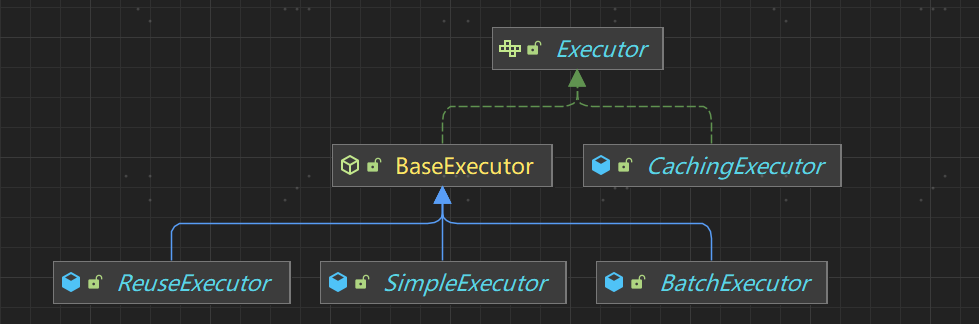 Executor
BaseExecutor
CachingExecutor
ReuseExecutor
SimpleExecutor
BatchExecutor